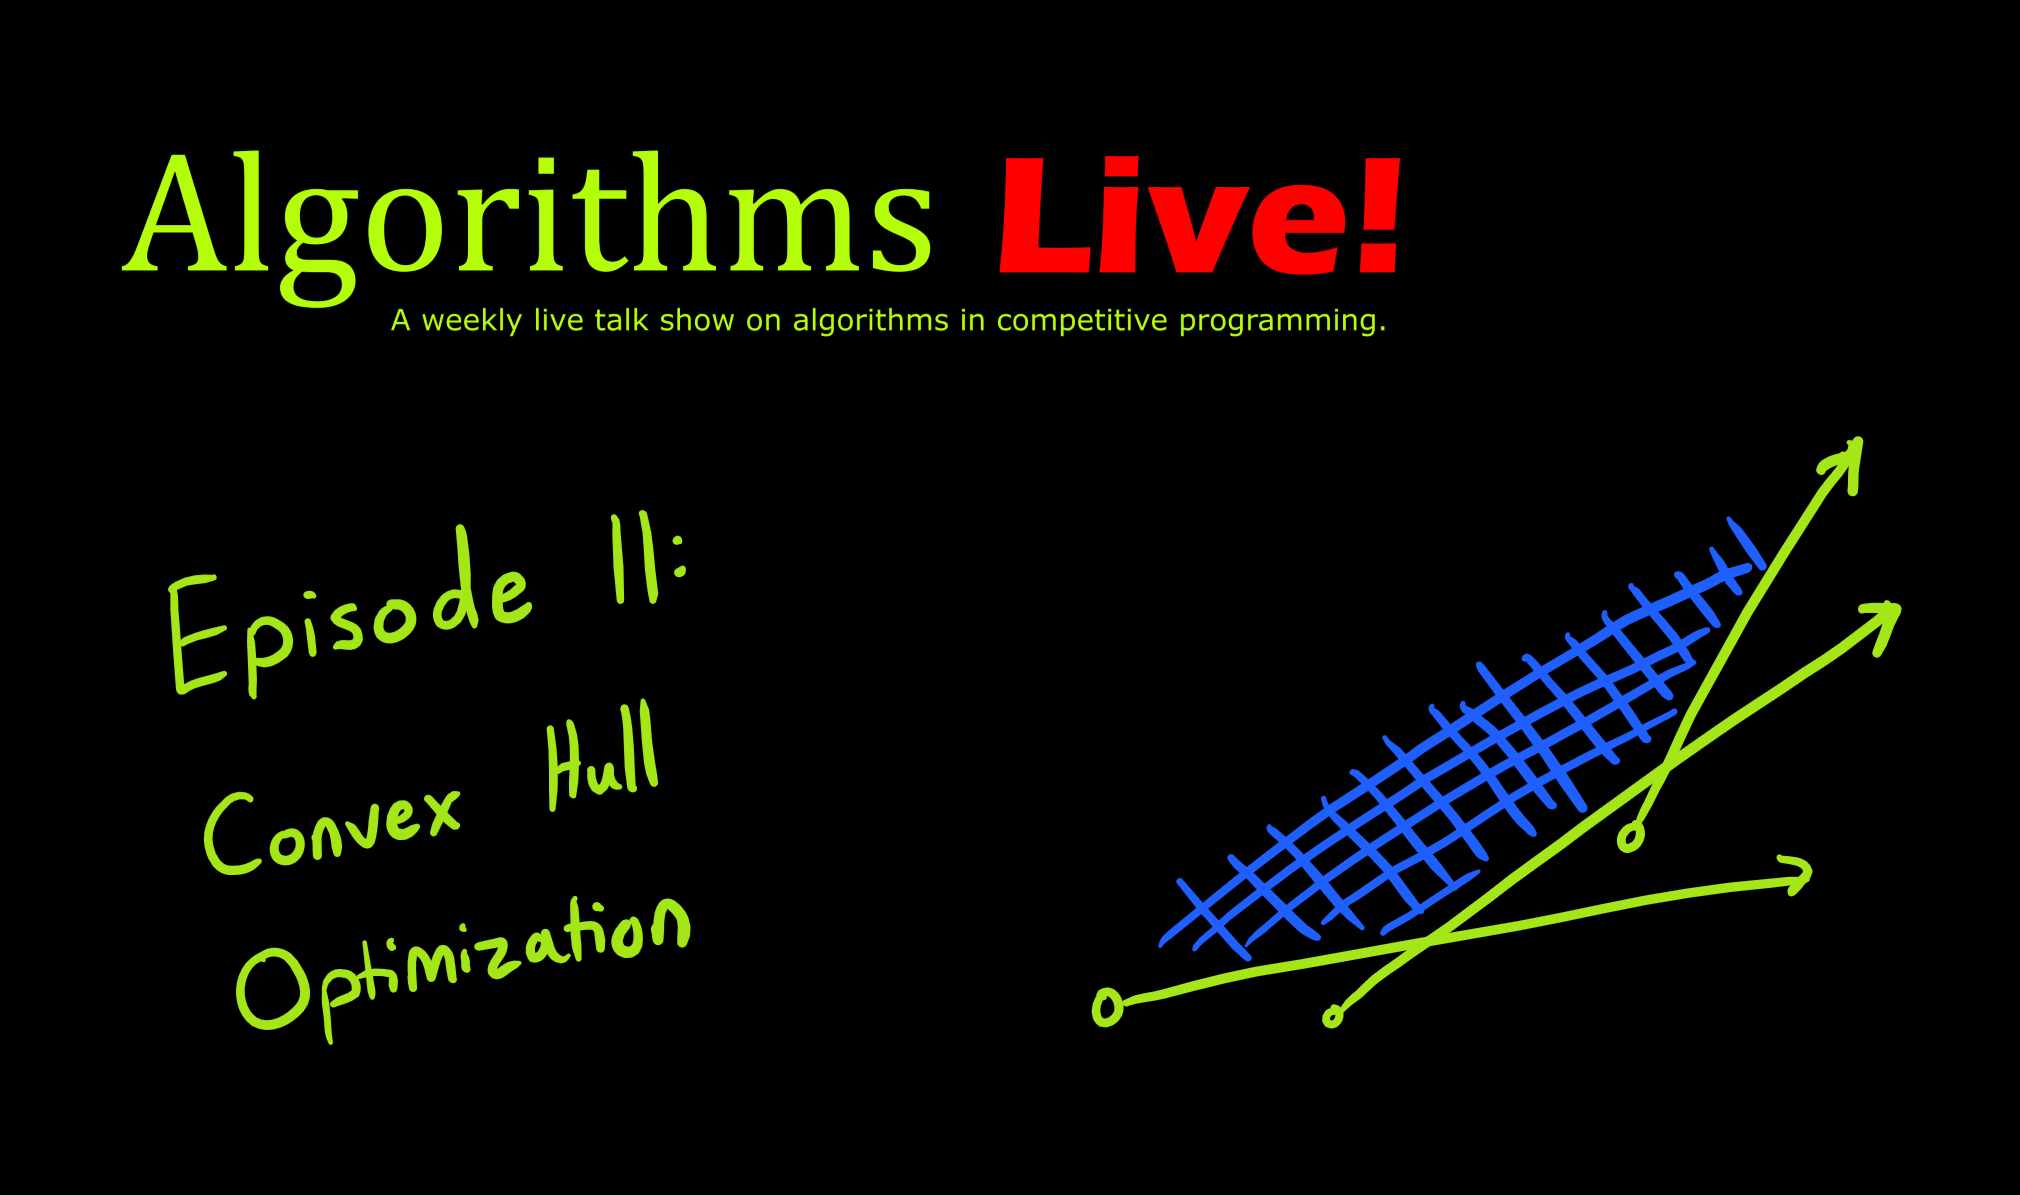 Algorithms Live!
A weekly live talk show on algorithms in competitive programming.
Episode 11:
Convex Hull
Optimization